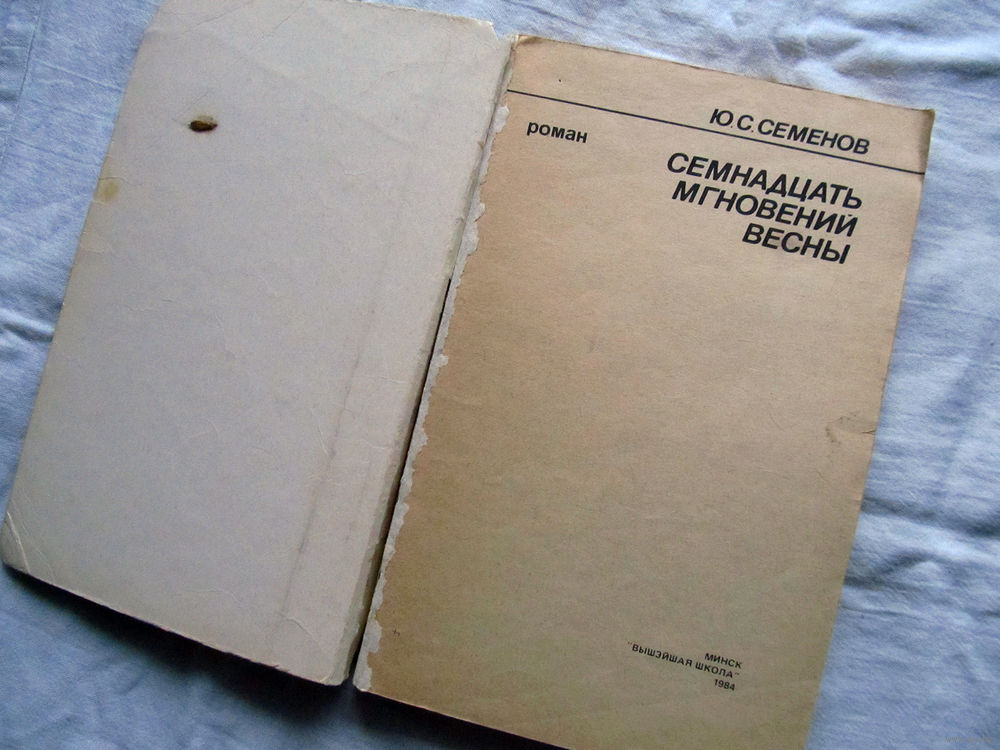 Ю. С. СЕМЕНОВ
роман
СЕМНАДЦАТЬ
МГНОВЕНИЙ
ВЕСНЫ
МИНСК
"ВЫШЭЙШАЯ ШКОЛА"
1984